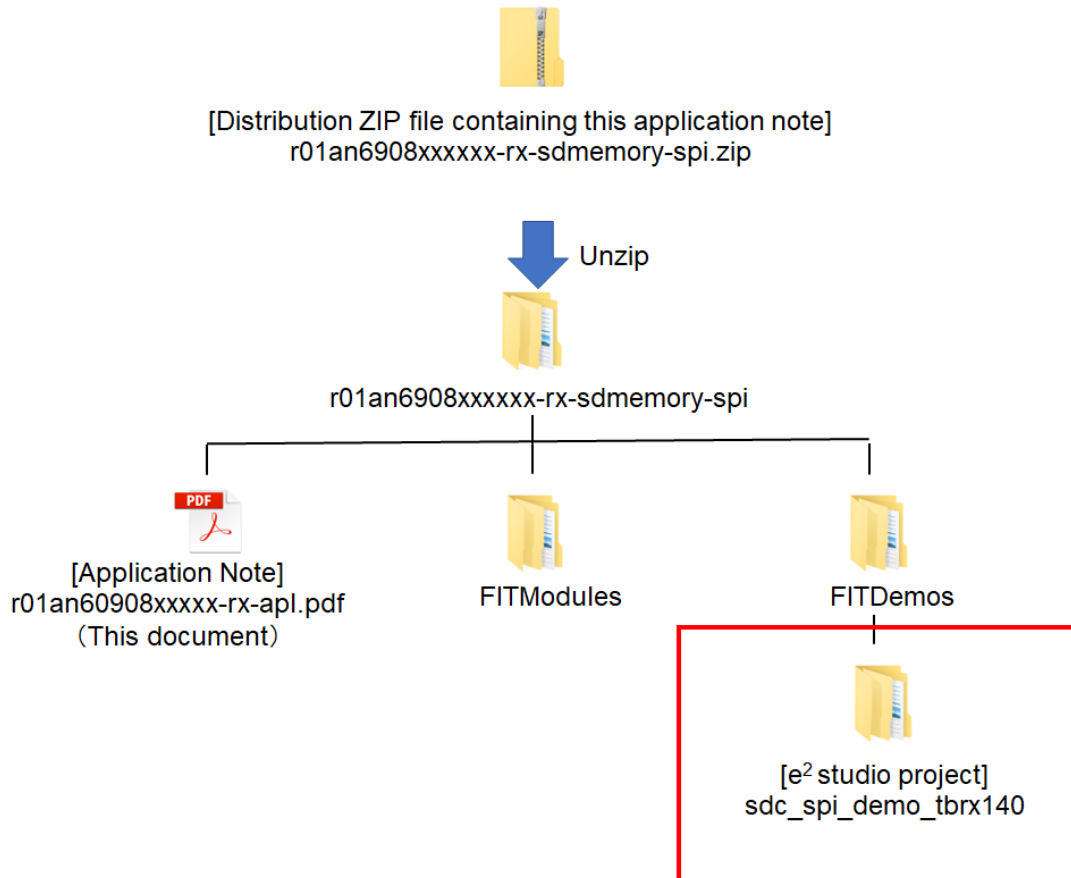 [Distribution ZIP file containing this application note]
r01an6908xxxxxx-rx-sdmemory-spi.zip
Unzip
r01an6908xxxxxx-rx-sdmemory-spi
PDF
[Application Note]
r01an60908xxxxx-rx-apl.pdf
（This document）
FITModules
FITDemos
[e² studio project]
sdc_spi_demo_tbrx140